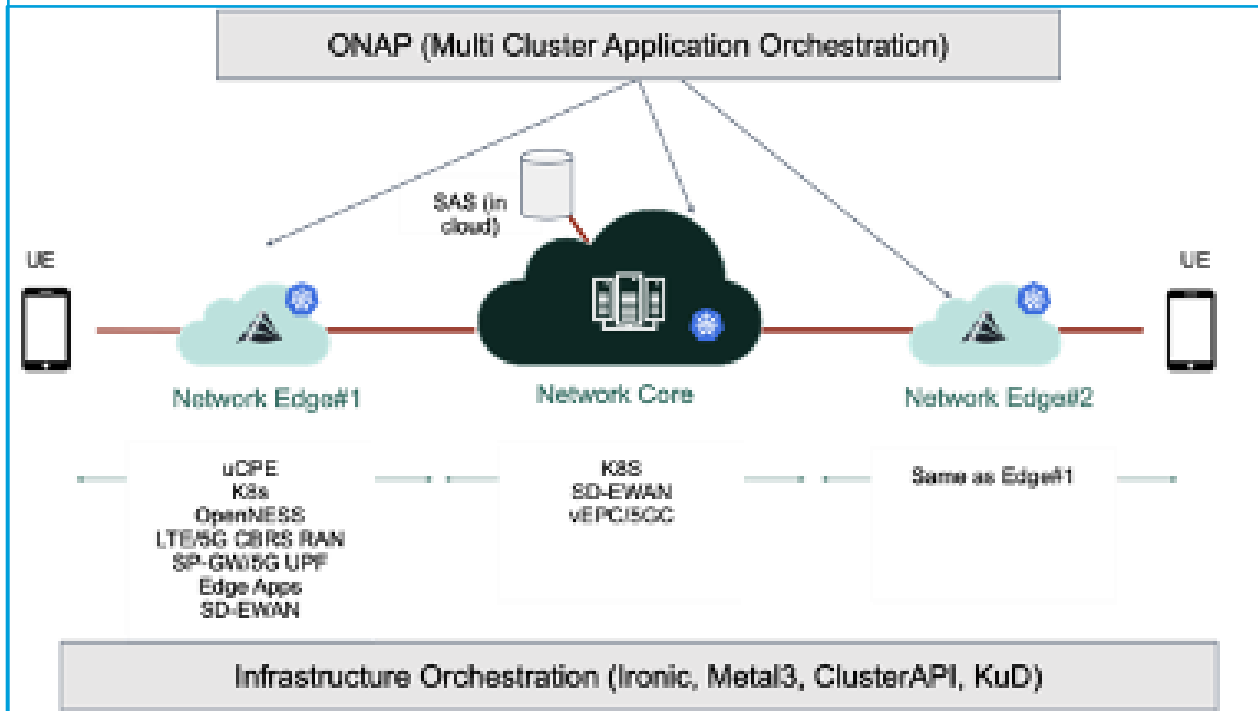 ONAP (Multi Cluster Application Orchestration)
SAS (in
cloud)
UE
UE
Network Edge#1
Network Core
Network Edge#2
uCPE
K8s
OpenNESS
LTE/5G CBRS RAN
SP-GW/5G UPF
Edge Apps
SD-EWAN
K8S
SD-EWAN
vEPC/5GC
Same as Edge#1
Infrastructure Orchestration (Ironic, Metal3, ClusterAPI, KuD)